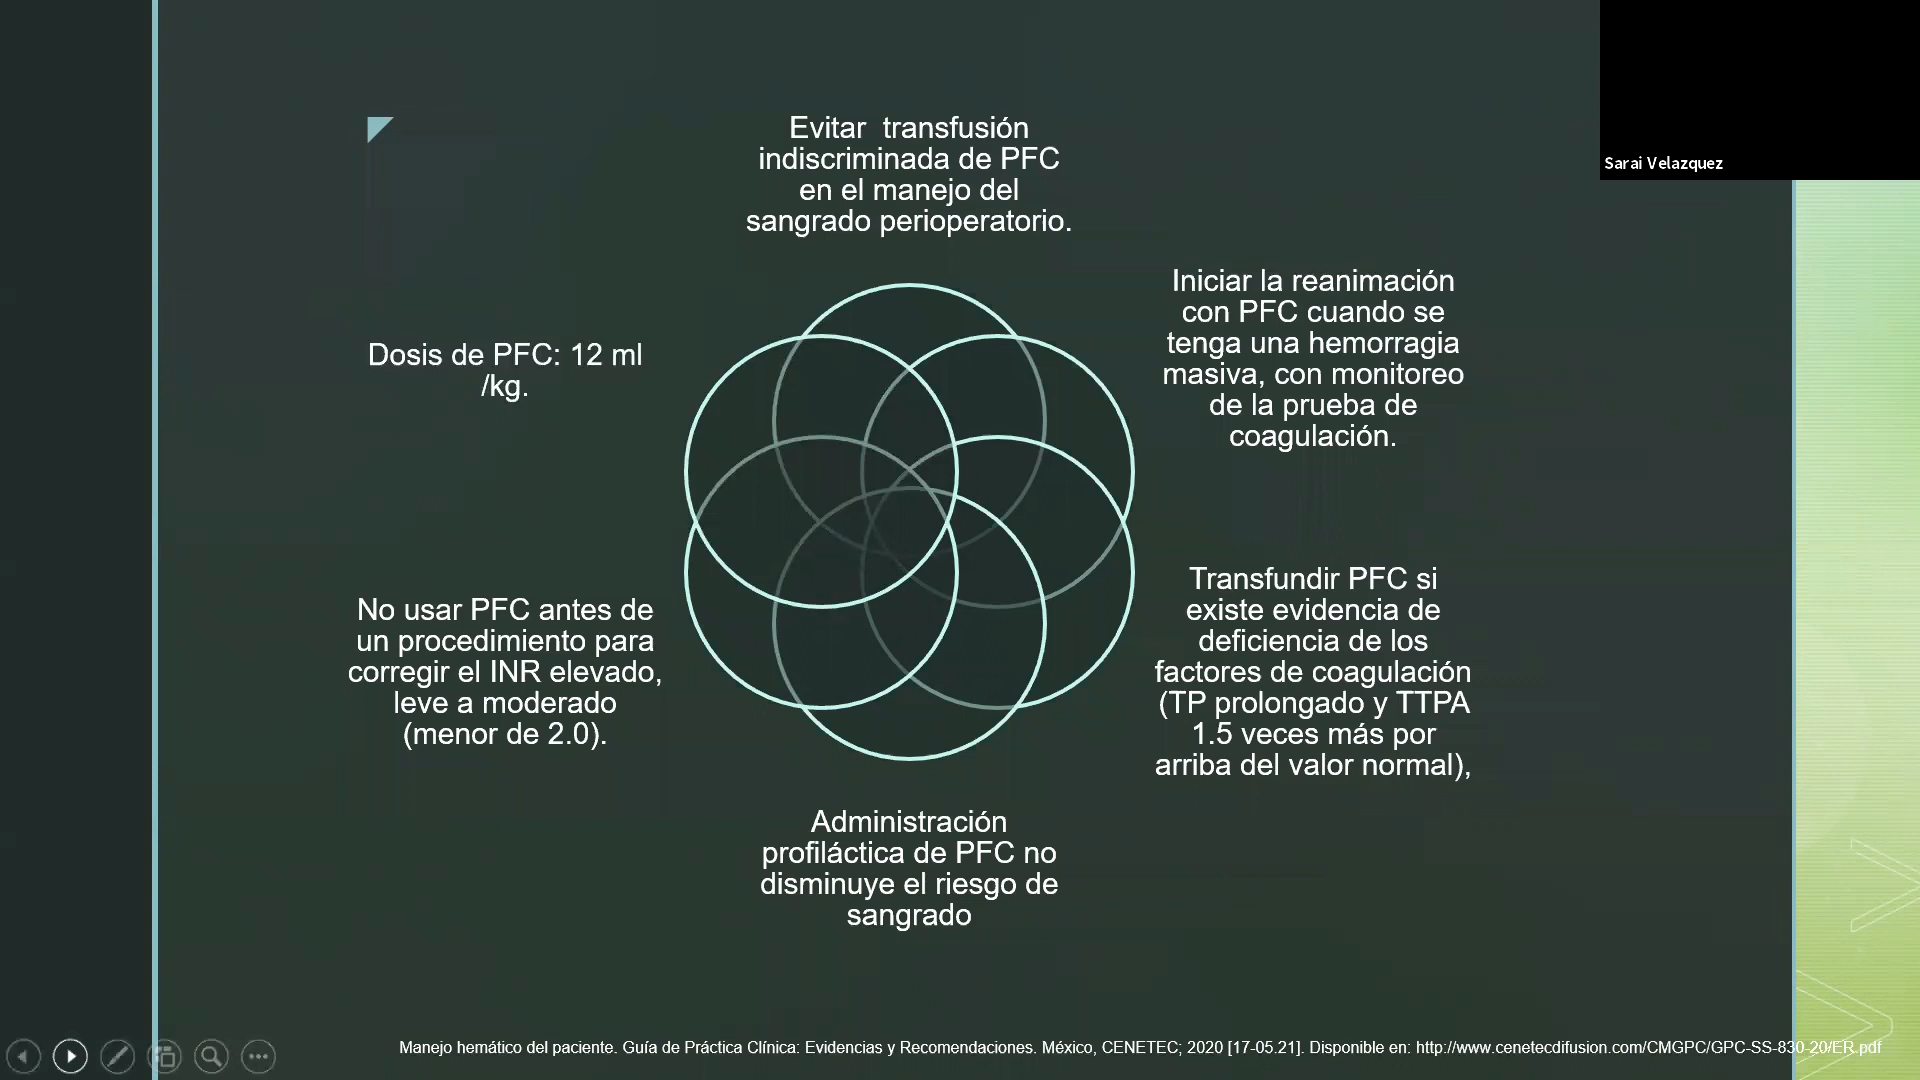 Sarai Velazquez
Evitar transfusión
indiscriminada de PFC
en el manejo del
sangrado perioperatorio.
Iniciar la reanimación
con PFC cuando se
tenga una hemorragia
masiva, con monitoreo
de la prueba de
coagulación.
Transfundir PFC si
existe evidencia de
deficiencia de los
factores de coagulación
(TP prolongado y TTPA
1.5 veces más por
arriba del valor normal),
Administración
profiláctica de PFC no
disminuye el riesgo de
sangrado
No usar PFC antes de
un procedimiento para
corregir el INR elevado,
leve a moderado
(menor de 2.0).
Dosis de PFC: 12 ml
/kg.
Manejo hemático del paciente. Guía de Práctica Clínica: Evidencias y Recomendaciones. México, CENETEC; 2020 [17-05.21]. Disponible en: http://www.cenetecdifusion.com/CMGPC/GPC-SS-830-20/ER.pdf